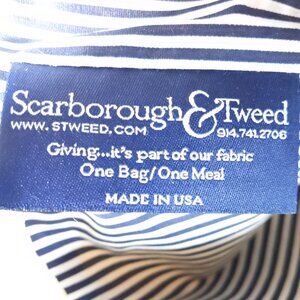 Scarborough & Tweed
WWW. STWEED. COM 914.741.2706
Giving...it's part of our fabric
One Bag/One Meal
MADE IN USA